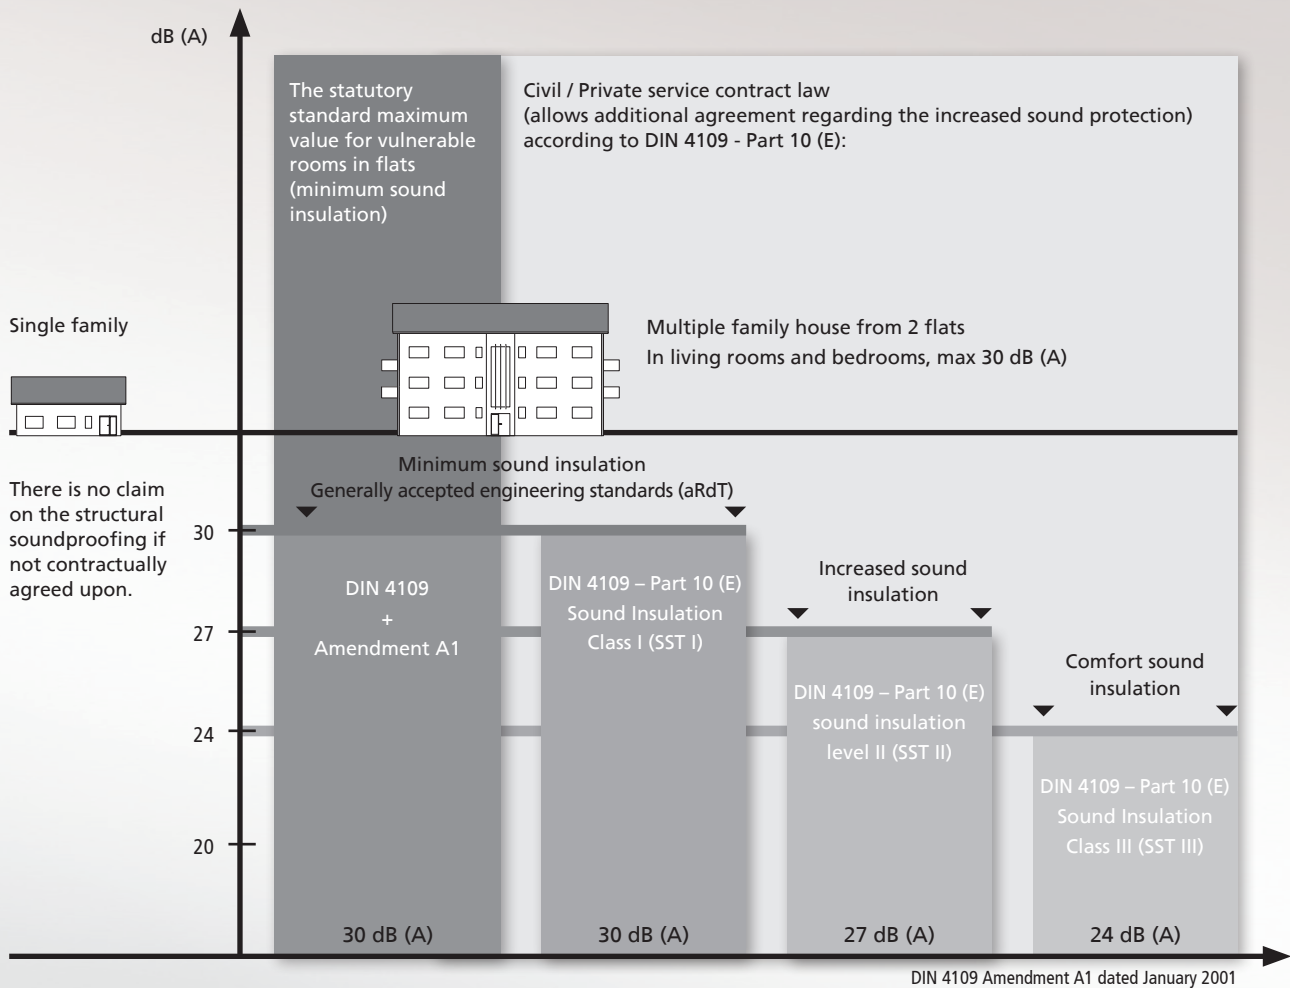 dB (A)
The statutory
standard maximum
value for vulnerable
rooms in flats
(minimum sound
insulation)
Civil / Private service contract law
(allows additional agreement regarding the increased sound protection)
according to DIN 4109 - Part 10 (E):
Single family
Multiple family house from 2 flats
In living rooms and bedrooms, max 30 dB (A)
There is no claim
on the structural
soundproofing if
not contractually
agreed upon.
Minimum sound insulation
Generally accepted engineering standards (aRdT)
30
27
24
20
DIN 4109
+
Amendment A1
DIN 4109 – Part 10 (E)
Sound Insulation
Class I (SST I)
Increased sound
insulation
DIN 4109 – Part 10 (E)
sound insulation
level II (SST II)
Comfort sound
insulation
DIN 4109 – Part 10 (E)
Sound Insulation
Class III (SST III)
30 dB (A)
30 dB (A)
27 dB (A)
24 dB (A)
DIN 4109 Amendment A1 dated January 2001